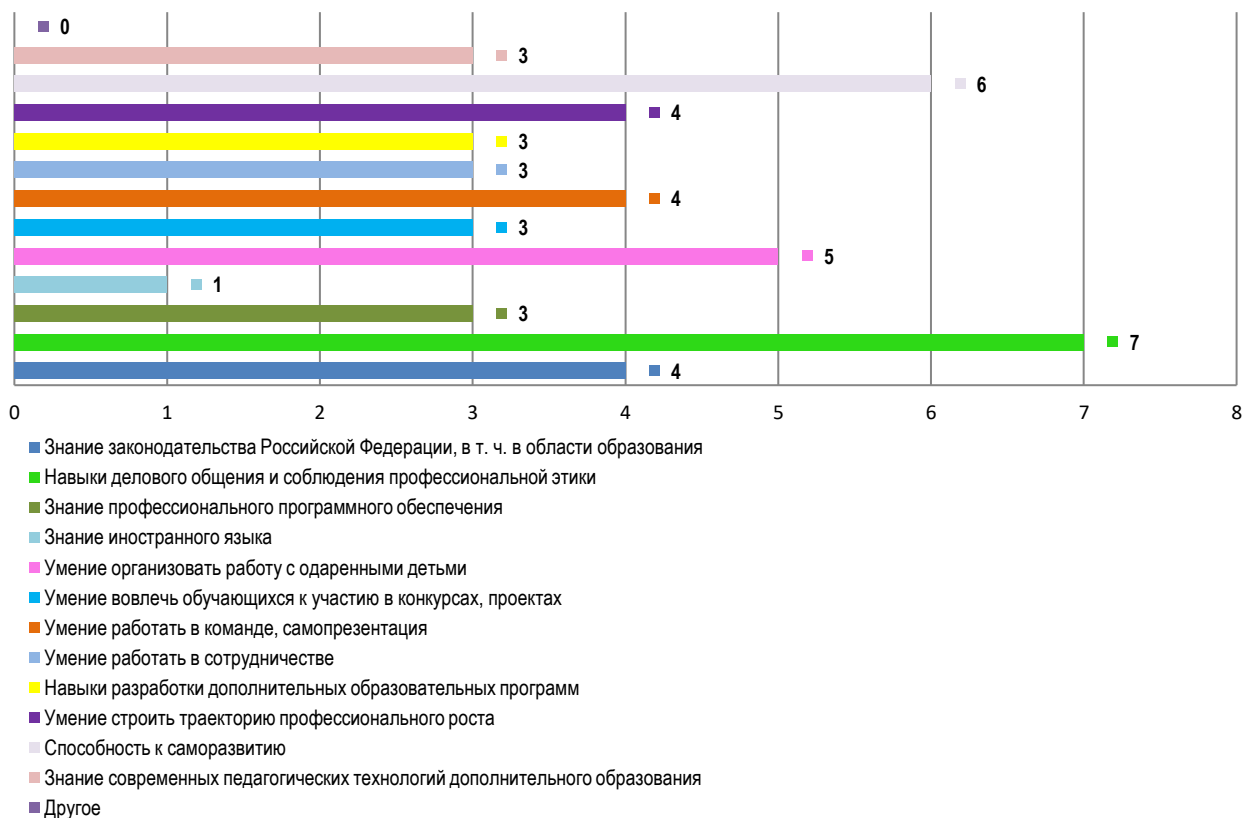 0
3
6
4
3
3
4
3
5
1
3
7
4
0 1 2 3 4 5 6 7 8
Знание законодательства Российской Федерации, в т. ч. в области образования
Навыки делового общения и соблюдения профессиональной этики
Знание профессионального программного обеспечения
Знание иностранного языка
Умение организовать работу с одаренными детьми
Умение вовлечь обучающихся к участию в конкурсах, проектах
Умение работать в команде, самопрезентация
Умение работать в сотрудничестве
Навыки разработки дополнительных образовательных программ
Умение строить траекторию профессионального роста
Способность к саморазвитию
Знание современных педагогических технологий дополнительного образования
Другое